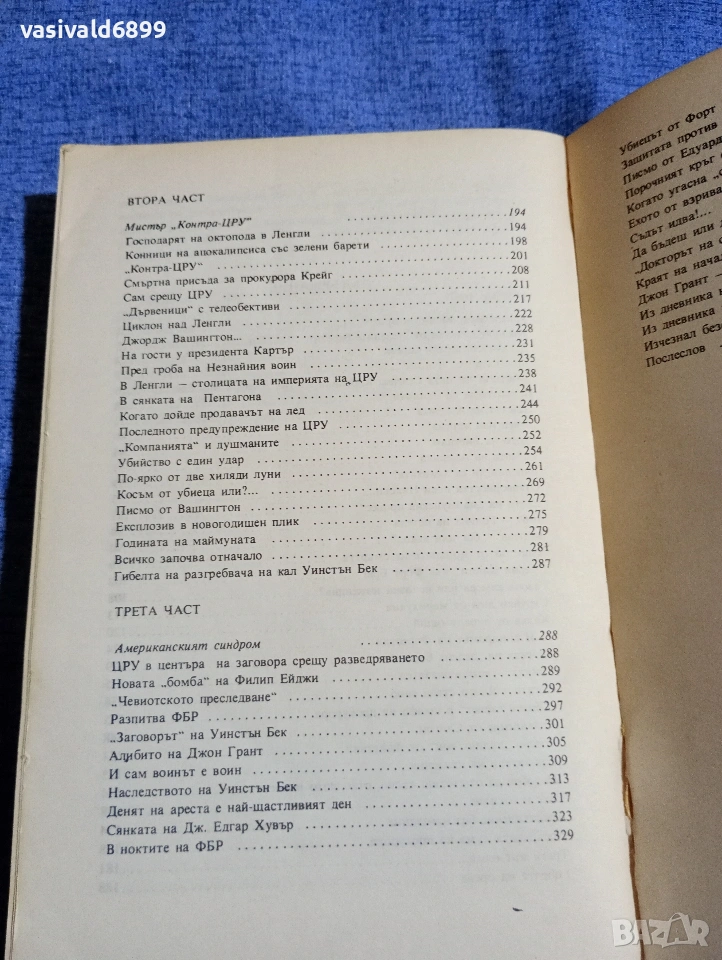 vasivald6899
ВТОРА ЧАСТ
Мистър „Контра-ЦРУ“ 194
Господарят на октопода в Ленгли 194
Конници на апокалипсиса със зелени барети 198
„Контра-ЦРУ“ 201
Смъртна присъда за прокурора Крейг 208
Сам срещу ЦРУ 211
„Дървеници“ с телеобективи 217
Циклон над Ленгли 222
Джордж Вашингтон... 228
На гости у президента Картър 231
Пред гроба на Незнайния воин 235
В Ленгли — столицата на империята на ЦРУ 238
В сянката на Пентагона 241
Когато дойде продавачът на лед 244
Последното предупреждение на ЦРУ 250
„Компанията“ и душманите 252
Убийство с един удар 254
По-ярко от две хиляди луни 261
Косъм от убиеца или?... 269
Писмо от Вашингтон 272
Експлозив в новогодишен плик 275
Годината на маймуната 279
Всичко започва отначало 281
Гибелта на разгребвача на кал Уинстън Бек 287
ТРЕТА ЧАСТ
Американският синдром 288
ЦРУ в центъра на заговора срещу разведряването 288
Новата „бомба“ на Филип Ейджи 289
„Чевиотското преследване“ 292
Разпитва ФБР 297
„Заговорът“ на Уинстън Бек 301
Алибито на Джон Грант 305
И сам воинът е воин 309
Наследството на Уинстън Бек 313
Денят на ареста е най-щастливият ден 317
Сянката на Дж. Едгар Хувър 323
В ноктите на ФБР 329
Убиецът от Форт
Защитата против
Писмо от Едуард
Порочният кръг
Когато угасна
Ехото от взрива
Съдът идва!...
Да бъдеш или
„Докторът на
Краят на начал
Джон Грант —
Из дневника
Из дневника
Изчезнал без
Послеслов
BAZAR